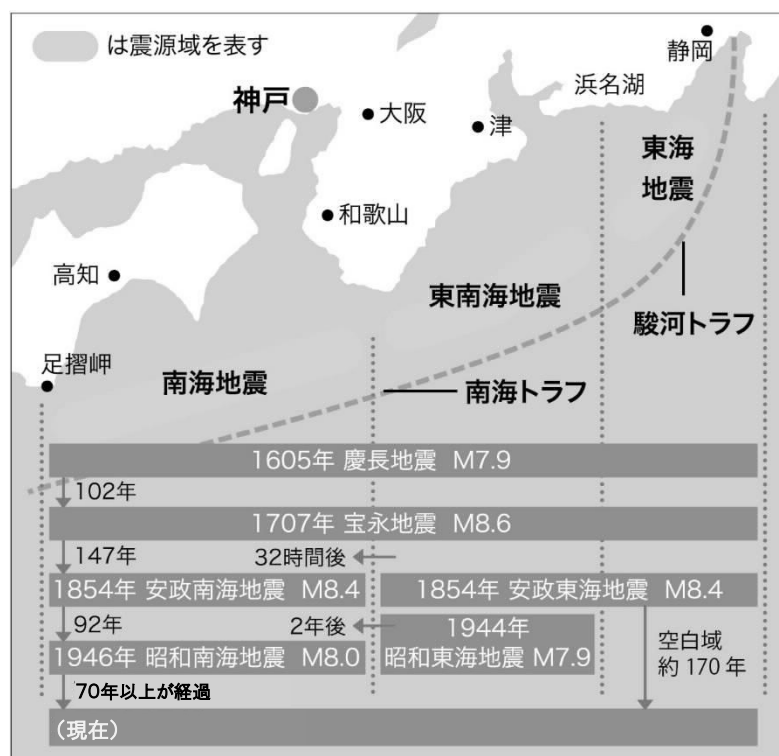 は震源域を表す
静岡
浜名湖
神戸
大阪
津
東海
地震
和歌山
高知
東南海地震
駿河トラフ
足摺岬
南海地震
南海トラフ
1605年 慶長地震 M7.9
102年
1707年 宝永地震 M8.6
147年
32時間後
1854年 安政南海地震 M8.4
1854年 安政東海地震 M8.4
92年
2年後
1944年
昭和東海地震 M7.9
空白域
約170年
1946年 昭和南海地震 M8.0
70年以上が経過
(現在)